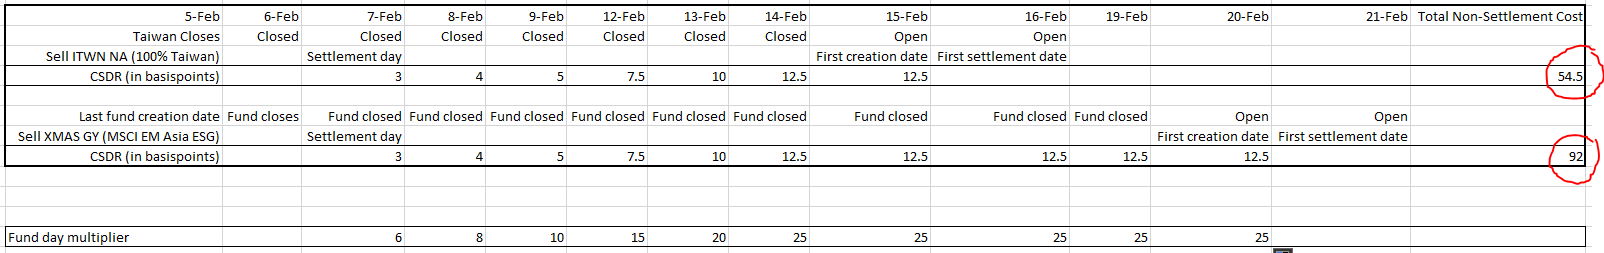 5-Feb 6-Feb 7-Feb 8-Feb 9-Feb 12-Feb 13-Feb 14-Feb 15-Feb 16-Feb 19-Feb 20-Feb 21-Feb Total Non-Settlement Cost
Taiwan Closes Closed Closed Closed Closed Closed Closed Closed Open Open
Sell ITWN NA (100% Taiwan) Settlement day First creation date First settlement date
CSDR (in basispoints) 3 4 5 7.5 10 12.5 12.5 54.5
Last fund creation date Fund closes Fund closed Fund closed Fund closed Fund closed Fund closed Fund closed Fund closed Fund closed Fund closed Open Open
Sell XMAS GY (MSCI EM Asia ESG) Settlement day First creation date First settlement date
CSDR (in basispoints) 3 4 5 7.5 10 12.5 12.5 12.5 12.5 12.5 92
Fund day multiplier 6 8 10 15 20 25 25 25 25 25